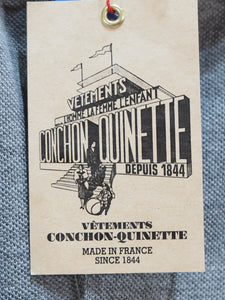 VÊTEMENTS
L'HOMME, LA FEMME, L'ENFANT
CONCHON QUINETTE
DEPUIS 1844
VÊTEMENTS
CONCHON-QUINETTE
MADE IN FRANCE
SINCE 1844